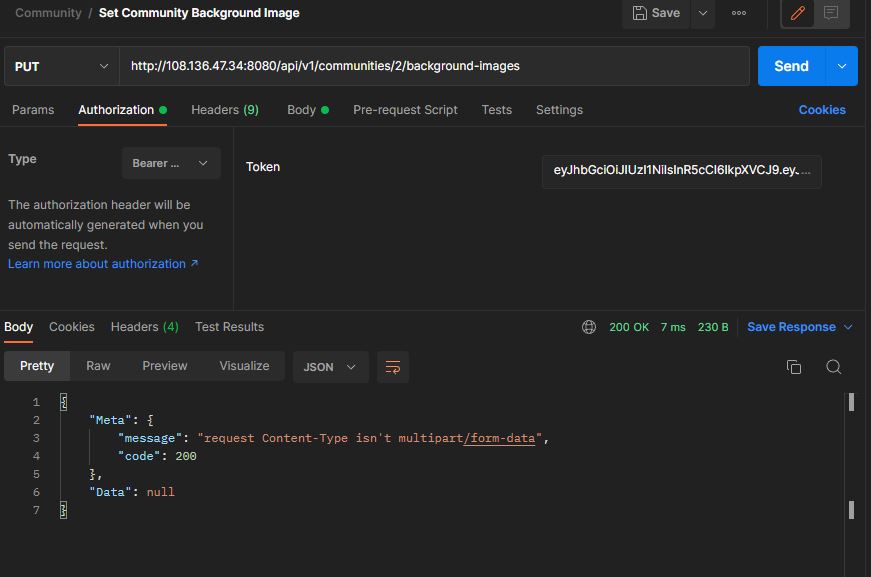 Community / Set Community Background Image
Save
PUT
http://108.136.47.34:8080/api/v1/communities/2/background-images
Send
Params Authorization Headers (9) Body Pre-request Script Tests Settings Cookies
Type
Bearer ...
Token
eyJhbGciOiJIUzI1NiIsInR5cCI6IkpXVCJ9.ey...
The authorization header will be
automatically generated when you
send the request.
Learn more about authorization ↗
Body Cookies Headers (4) Test Results
200 OK 7 ms 230 B Save Response
Pretty Raw Preview Visualize JSON
1 {
2 "Meta": {
3 "message": "request Content-Type isn't multipart/form-data",
4 "code": 200
5 },
6 "Data": null
7 }